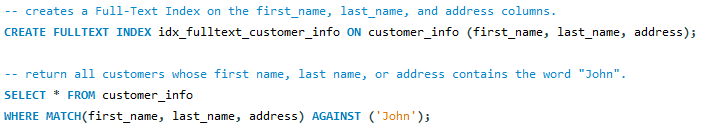 -- creates a Full-Text Index on the first_name, last_name, and address columns.
CREATE FULLTEXT INDEX idx_fulltext_customer_info ON customer_info (first_name, last_name, address);
-- return all customers whose first name, last name, or address contains the word "John".
SELECT * FROM customer_info
WHERE MATCH(first_name, last_name, address) AGAINST ('John');